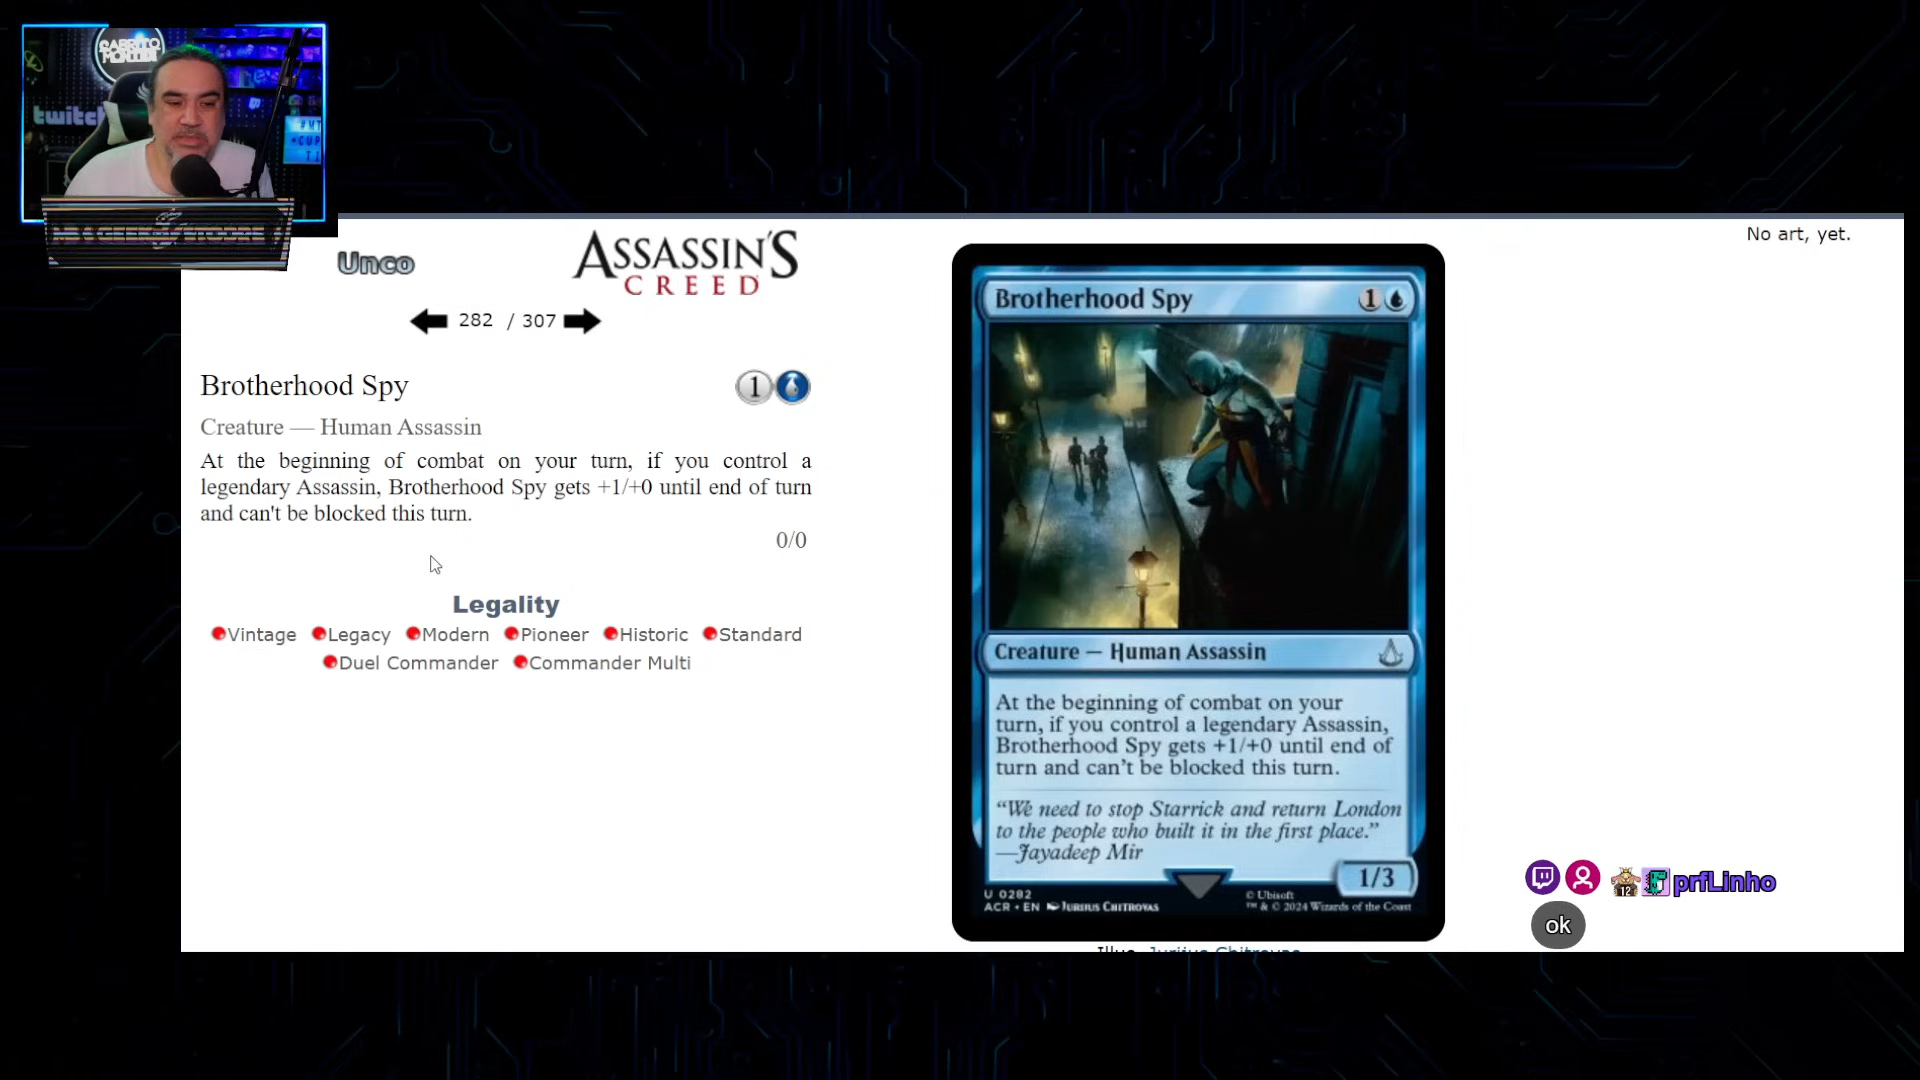 CABRITO
MONTEIRO
twitch
No art, yet.
Unco
ASSASSIN'S
CREED
282 / 307
Brotherhood Spy
1
Creature — Human Assassin
At the beginning of combat on your turn, if you control a
legendary Assassin, Brotherhood Spy gets +1/+0 until end of turn
and can't be blocked this turn.
0/0
Legality
Vintage Legacy Modern Pioneer Historic Standard
Duel Commander Commander Multi
Brotherhood Spy 1
Creature — Human Assassin
At the beginning of combat on your
turn, if you control a legendary Assassin,
Brotherhood Spy gets +1/+0 until end of
turn and can't be blocked this turn.
“We need to stop Starrick and return London
to the people who built it in the first place.”
—Jayadeep Mir
1/3
U 0282
ACR • EN
© Ubisoft
™ & © 2024 Wizards of the Coast
12 prfLinho
ok